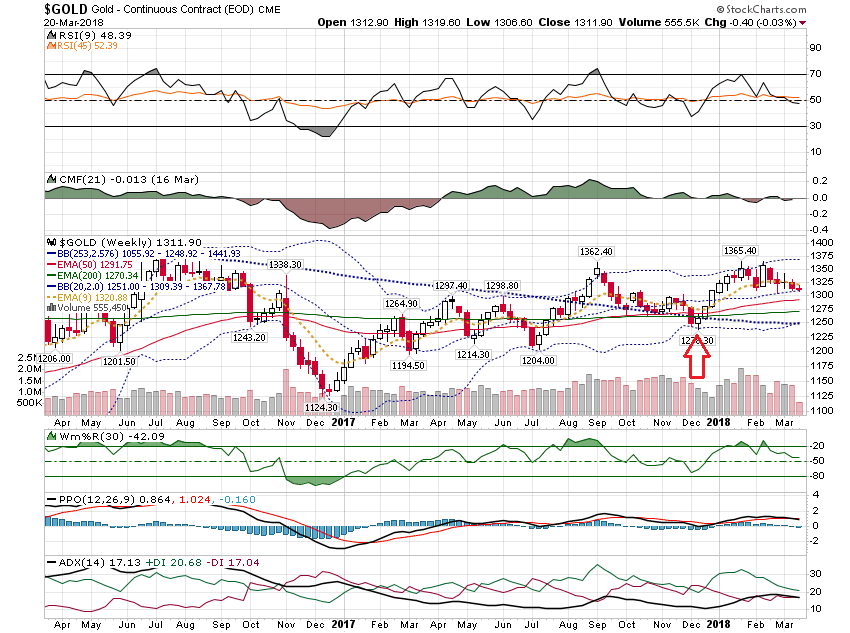 $GOLD Gold - Continuous Contract (EOD) CME © StockCharts.com
20-Mar-2018 Open 1312.90 High 1319.60 Low 1306.60 Close 1311.90 Volume 555.5K Chg -0.40 (-0.03%)
RSI(9) 48.39
RSI(45) 52.39
90
70
50
30
10
CMF(21) -0.013 (16 Mar)
0.2
0.0
-0.2
-0.4
$GOLD (Weekly) 1311.90
BB(253,2.576) 1055.92 - 1248.92 - 1441.93
EMA(50) 1291.75
EMA(200) 1270.34
BB(20,2.0) 1251.00 - 1309.39 - 1367.78
EMA(9) 1320.88
Volume 555,450
1400
1375
1350
1325
1300
1275
1250
1225
1200
1175
1150
1125
1100
2.5M
2.0M
1.5M
1.0M
500K
1206.00
1201.50
1243.20
1338.30
1124.30
1264.90
1194.50
1297.40
1214.30
1298.80
1204.00
1362.40
1365.40
Apr May Jun Jul Aug Sep Oct Nov Dec 2017 Feb Mar Apr May Jun Jul Aug Sep Oct Nov Dec 2018 Feb Mar
Wm%R(30) -42.09
-20
-50
-80
PPO(12,26,9) 0.864, 1.024, -0.160
4
2
0
-2
ADX(14) 17.13 +DI 20.68 -DI 17.04
30
20
10
Apr May Jun Jul Aug Sep Oct Nov Dec 2017 Feb Mar Apr May Jun Jul Aug Sep Oct Nov Dec 2018 Feb Mar